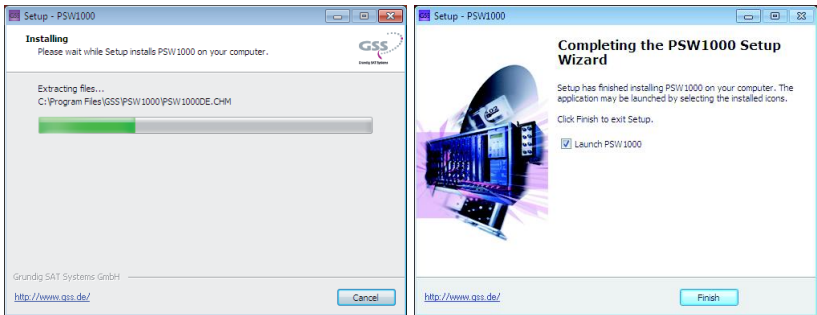 Setup - PSW1000
Installing
Please wait while Setup installs PSW1000 on your computer.
GSS
Grundig SAT Systems
Extracting files...
C:\Program Files\GSS\PSW1000\PSW1000DE.CHM
Grundig SAT Systems GmbH
http://www.gss.de/
Cancel
Setup - PSW1000
Completing the PSW1000 Setup
Wizard
Setup has finished installing PSW1000 on your computer. The
application may be launched by selecting the installed icons.
Click Finish to exit Setup.
Launch PSW1000
http://www.gss.de/
Finish